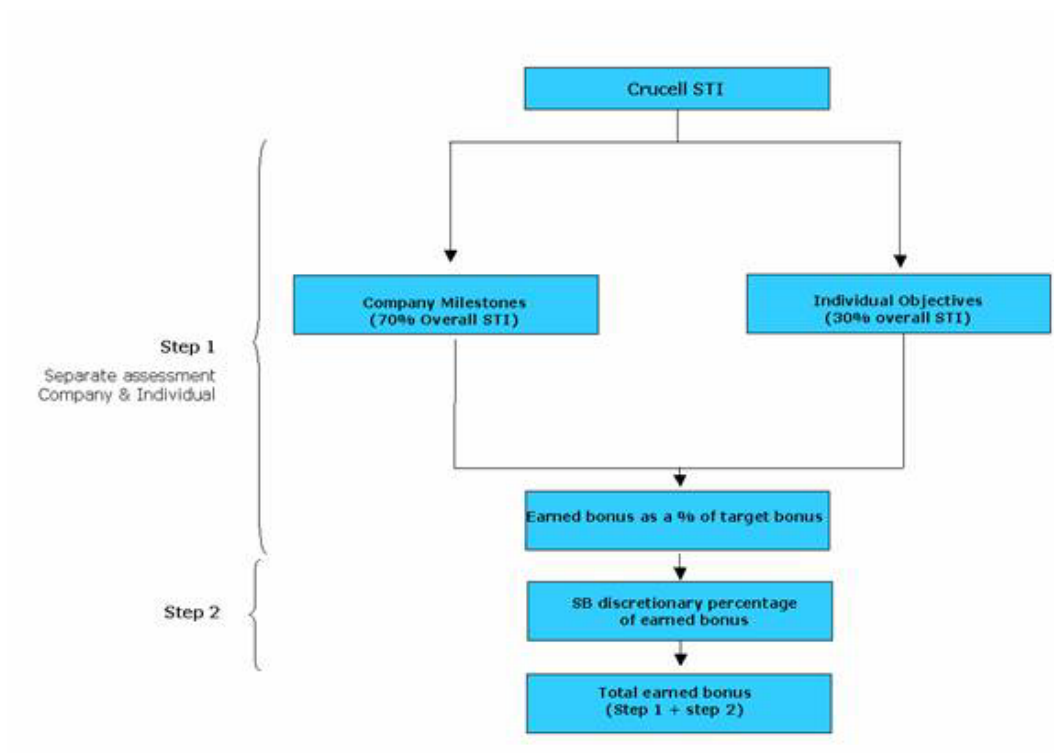 Crucell STI
Company Milestones
(70% Overall STI)
Individual Objectives
(30% overall STI)
Step 1
Separate assessment
Company & Individual
Earned bonus as a % of target bonus
Step 2
SB discretionary percentage
of earned bonus
Total earned bonus
(Step 1 + step 2)